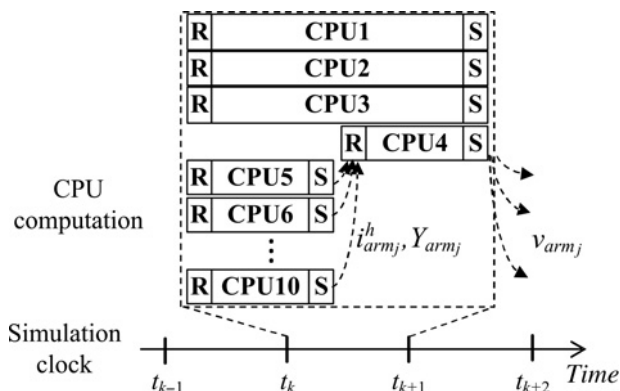 R CPU1 S
R CPU2 S
R CPU3 S
R CPU4 S
R CPU5 S
CPU computation
R CPU6 S
i^h_{arm_j}, Y_{arm_j}
v_{arm_j}
R CPU10 S
Simulation clock
t_{k-1} t_k t_{k+1} t_{k+2} Time